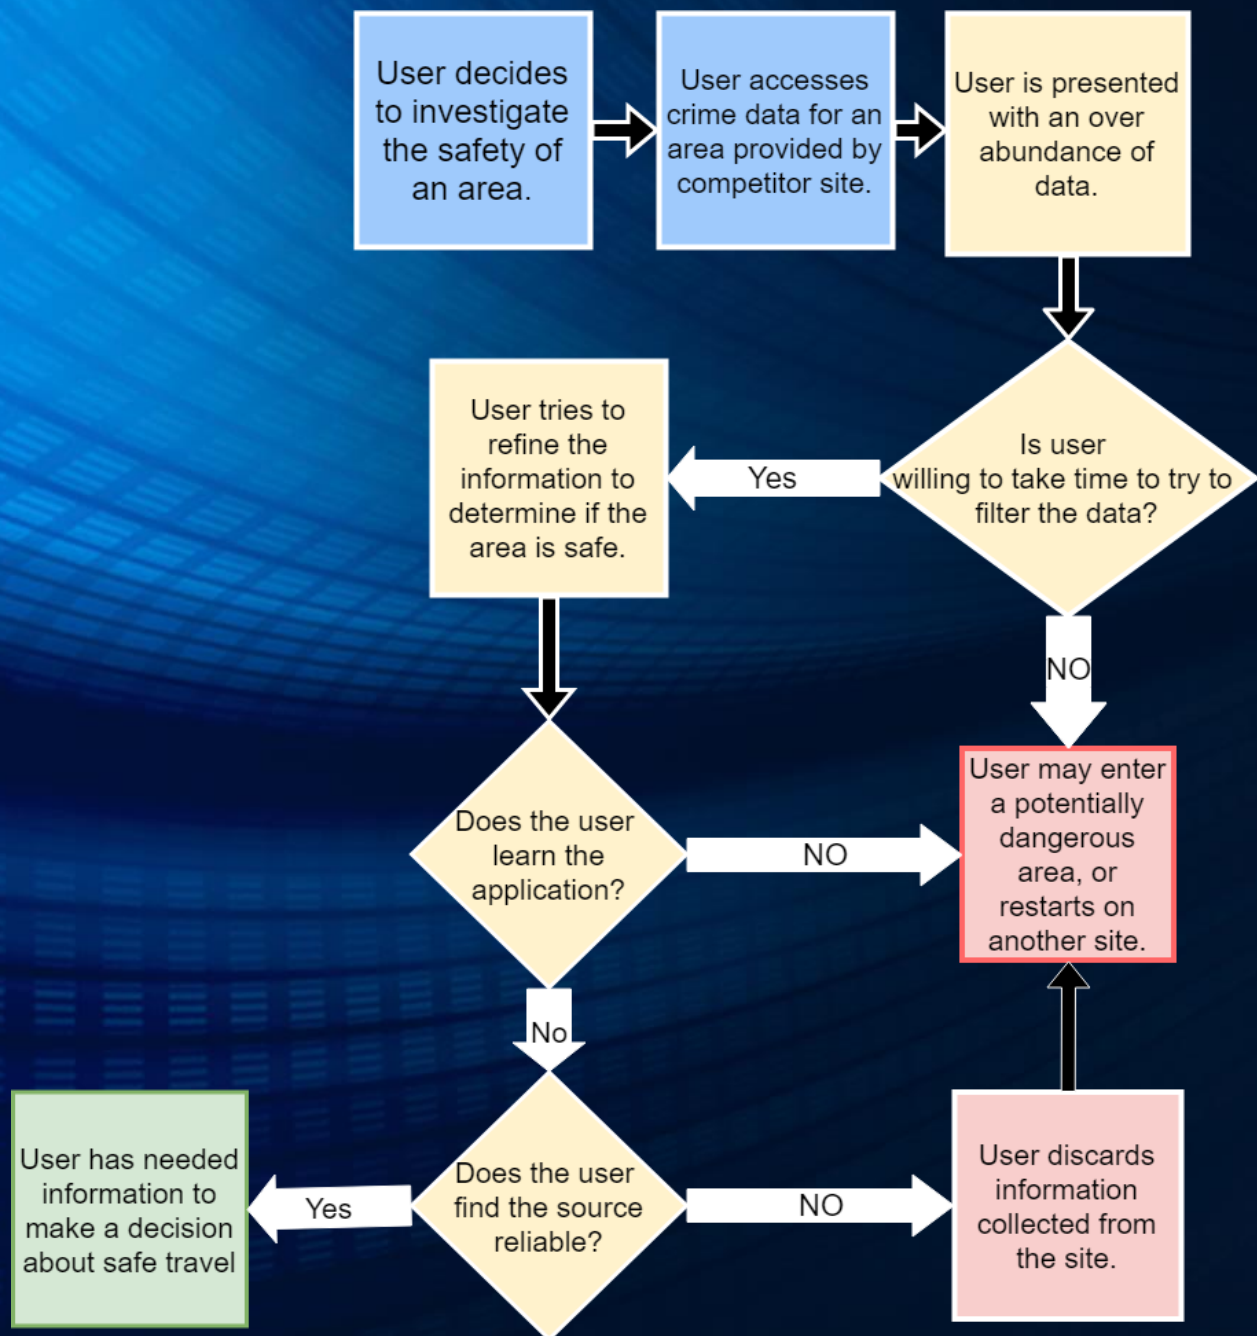 User decides
to investigate
the safety of
an area.
User accesses
crime data for an
area provided by
competitor site.
User is presented
with an over
abundance of
data.
Is user
willing to take time to try to
filter the data?
Yes
User tries to
refine the
information to
determine if the
area is safe.
NO
Does the user
learn the
application?
NO
User may enter
a potentially
dangerous
area, or
restarts on
another site.
No
Does the user
find the source
reliable?
Yes
User has needed
information to
make a decision
about safe travel
NO
User discards
information
collected from
the site.